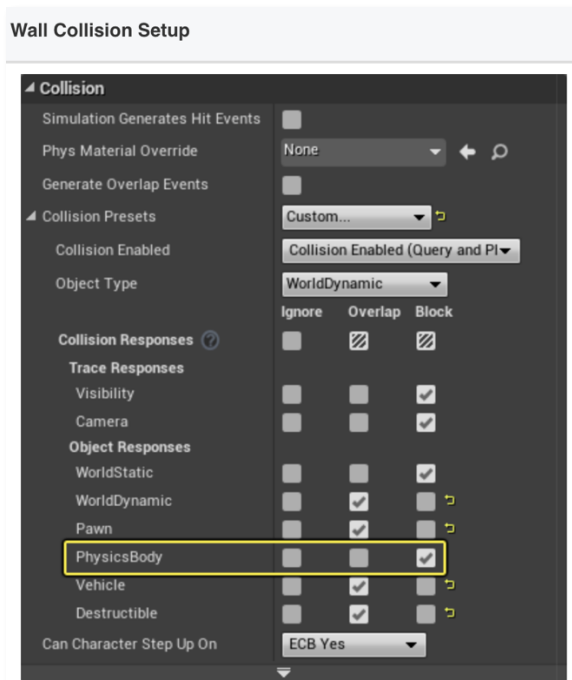 Wall Collision Setup
Collision
Simulation Generates Hit Events
Phys Material Override None
Generate Overlap Events
Collision Presets Custom...
Collision Enabled Collision Enabled (Query and Pl
Object Type WorldDynamic
Ignore Overlap Block
Collision Responses ?
Trace Responses
Visibility
Camera
Object Responses
WorldStatic
WorldDynamic
Pawn
PhysicsBody
Vehicle
Destructible
Can Character Step Up On ECB Yes